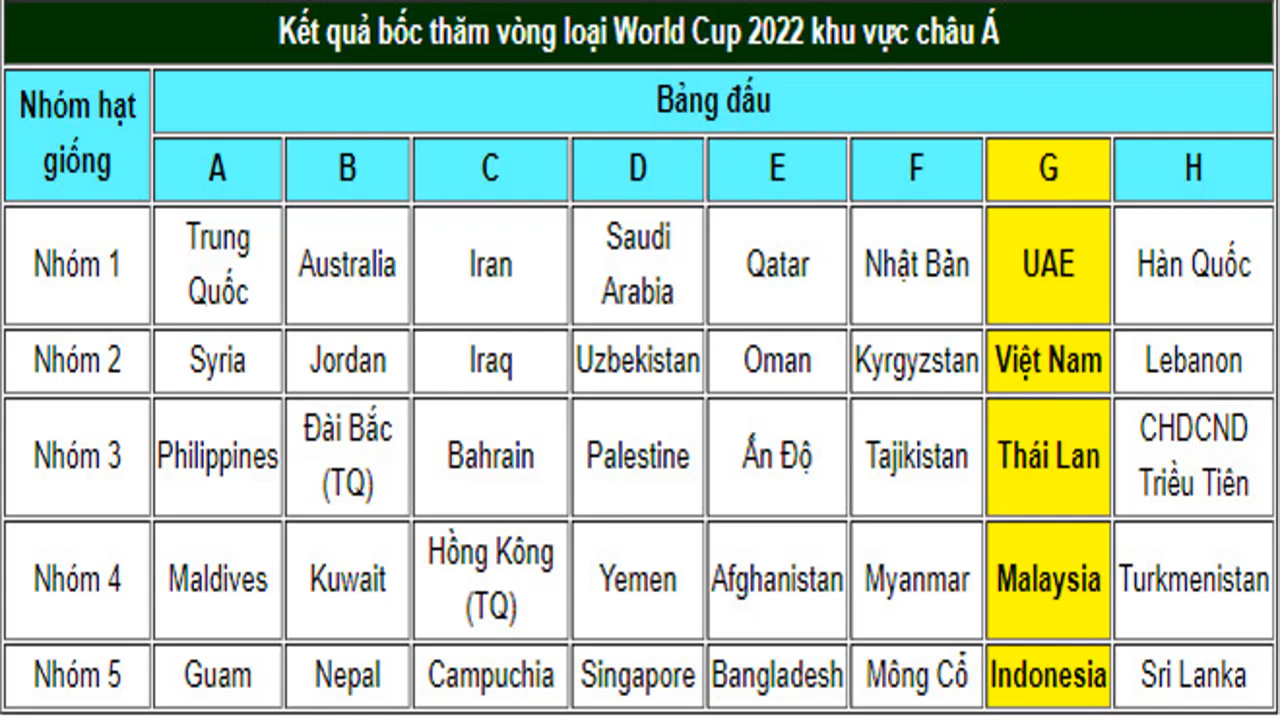 Kết quả bốc thăm vòng loại World Cup 2022 khu vực châu Á
Nhóm hạt giống Bảng đấu
A B C D E F G H
Nhóm 1 Trung Quốc Australia Iran Saudi Arabia Qatar Nhật Bản UAE Hàn Quốc
Nhóm 2 Syria Jordan Iraq Uzbekistan Oman Kyrgyzstan Việt Nam Lebanon
Nhóm 3 Philippines Đài Bắc (TQ) Bahrain Palestine Ấn Độ Tajikistan Thái Lan CHDCND Triều Tiên
Nhóm 4 Maldives Kuwait Hồng Kông (TQ) Yemen Afghanistan Myanmar Malaysia Turkmenistan
Nhóm 5 Guam Nepal Campuchia Singapore Bangladesh Mông Cổ Indonesia Sri Lanka